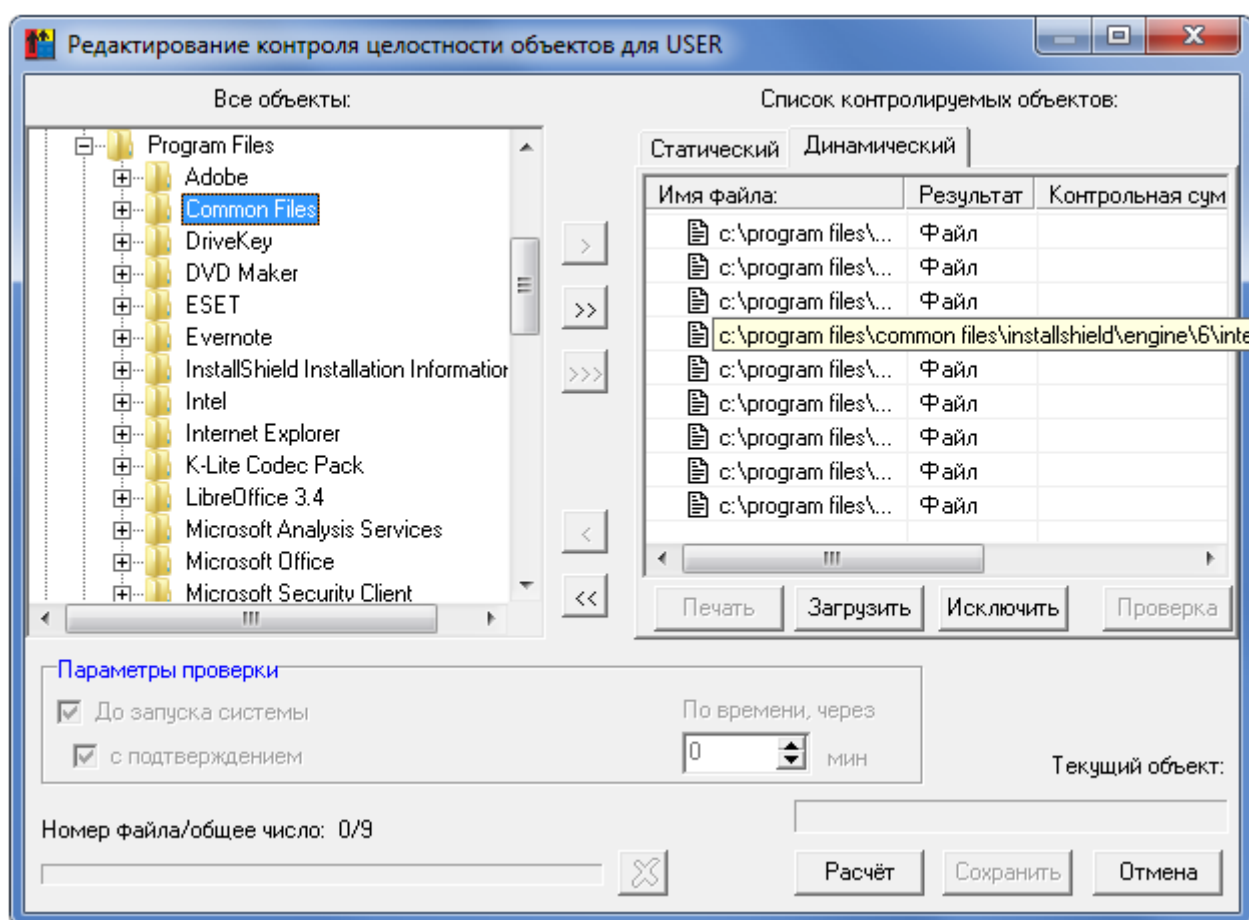 Редактирование контроля целостности объектов для USER
Все объекты:
Program Files
Adobe
Common Files
DriveKey
DVD Maker
ESET
Evernote
InstallShield Installation Information
Intel
Internet Explorer
K-Lite Codec Pack
LibreOffice 3.4
Microsoft Analysis Services
Microsoft Office
Microsoft Security Client
>
>>
>>>
<
<<
Список контролируемых объектов:
Статический Динамический
Имя файла: Результат Контрольная сум
c:\program files\... Файл
c:\program files\... Файл
c:\program files\... Файл
c:\program files\common files\installshield\engine\6\inte
c:\program files\... Файл
c:\program files\... Файл
c:\program files\... Файл
c:\program files\... Файл
c:\program files\... Файл
Печать Загрузить Исключить Проверка
Параметры проверки
До запуска системы
с подтверждением
По времени, через
0 мин
Текущий объект:
Номер файла/общее число: 0/9
Расчёт Сохранить Отмена